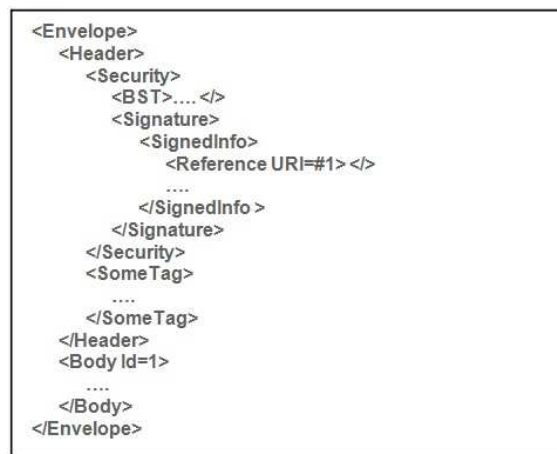 <Envelope>
<Header>
<Security>
<BST>.... </>
<Signature>
<SignedInfo>
<Reference URI=#1> </>
....
</SignedInfo >
</Signature>
</Security>
<SomeTag>
....
</SomeTag>
</Header>
<Body Id=1>
....
</Body>
</Envelope>